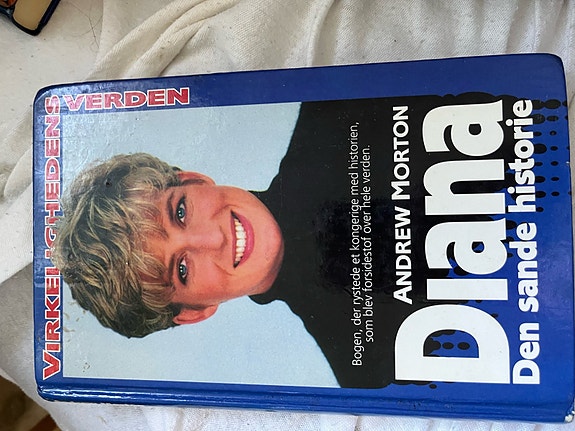 VIRKELIGHEDENS
VERDEN
Bogen, der rystede et kongerige med historien,
som blev forsidestof over hele verden.
ANDREW MORTON
Diana
Den sande historie